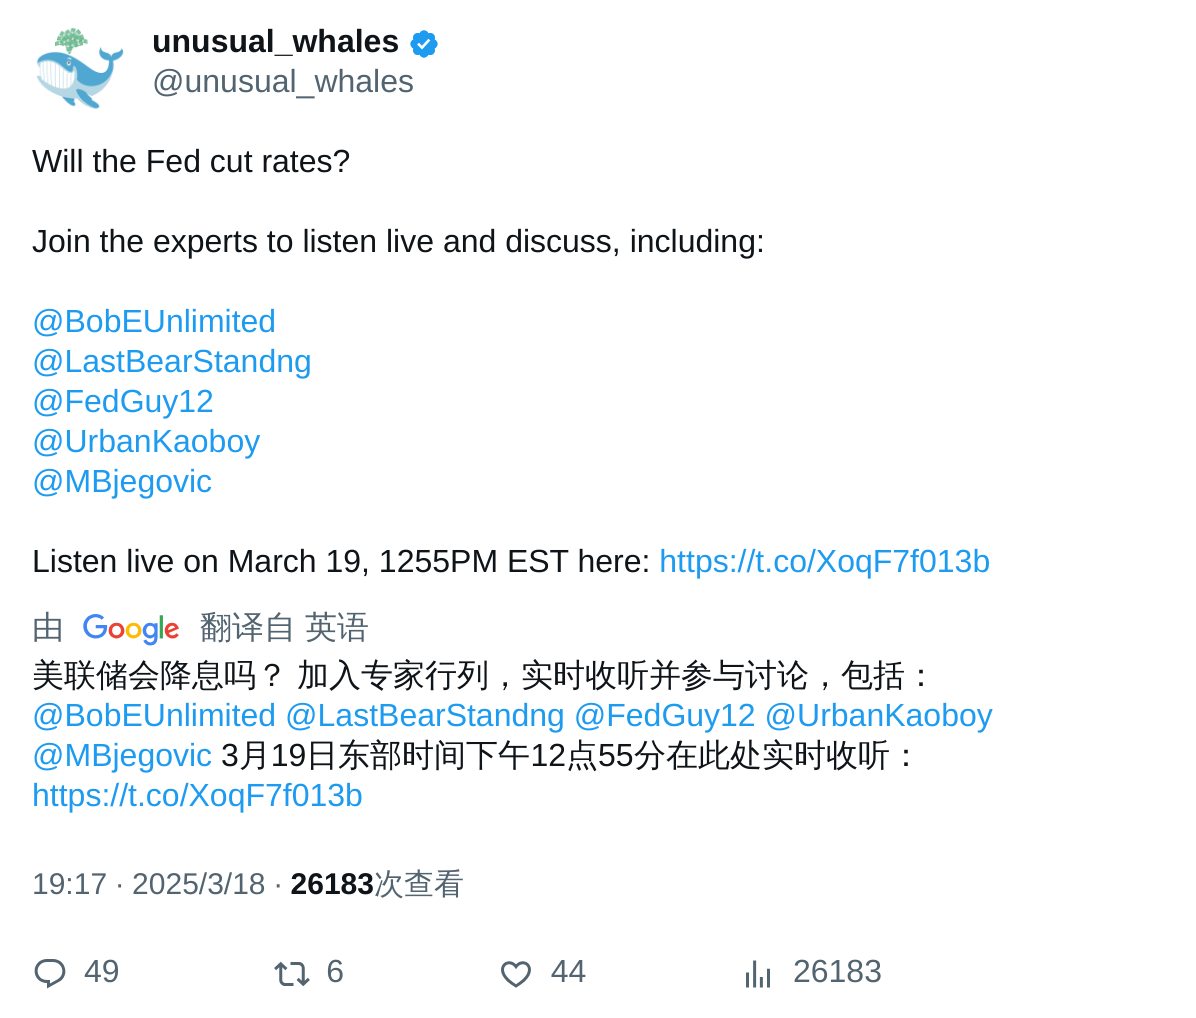 unusual_whales
@unusual_whales
Will the Fed cut rates?
Join the experts to listen live and discuss, including:
@BobEUnlimited
@LastBearStandng
@FedGuy12
@UrbanKaoboy
@MBjegovic
Listen live on March 19, 1255PM EST here: https://t.co/XoqF7f013b
由 Google 翻译自 英语
美联储会降息吗？ 加入专家行列，实时收听并参与讨论，包括：
@BobEUnlimited @LastBearStandng @FedGuy12 @UrbanKaoboy
@MBjegovic 3月19日东部时间下午12点55分在此处实时收听：
https://t.co/XoqF7f013b
19:17 · 2025/3/18 · 26183次查看
49 6 44 26183